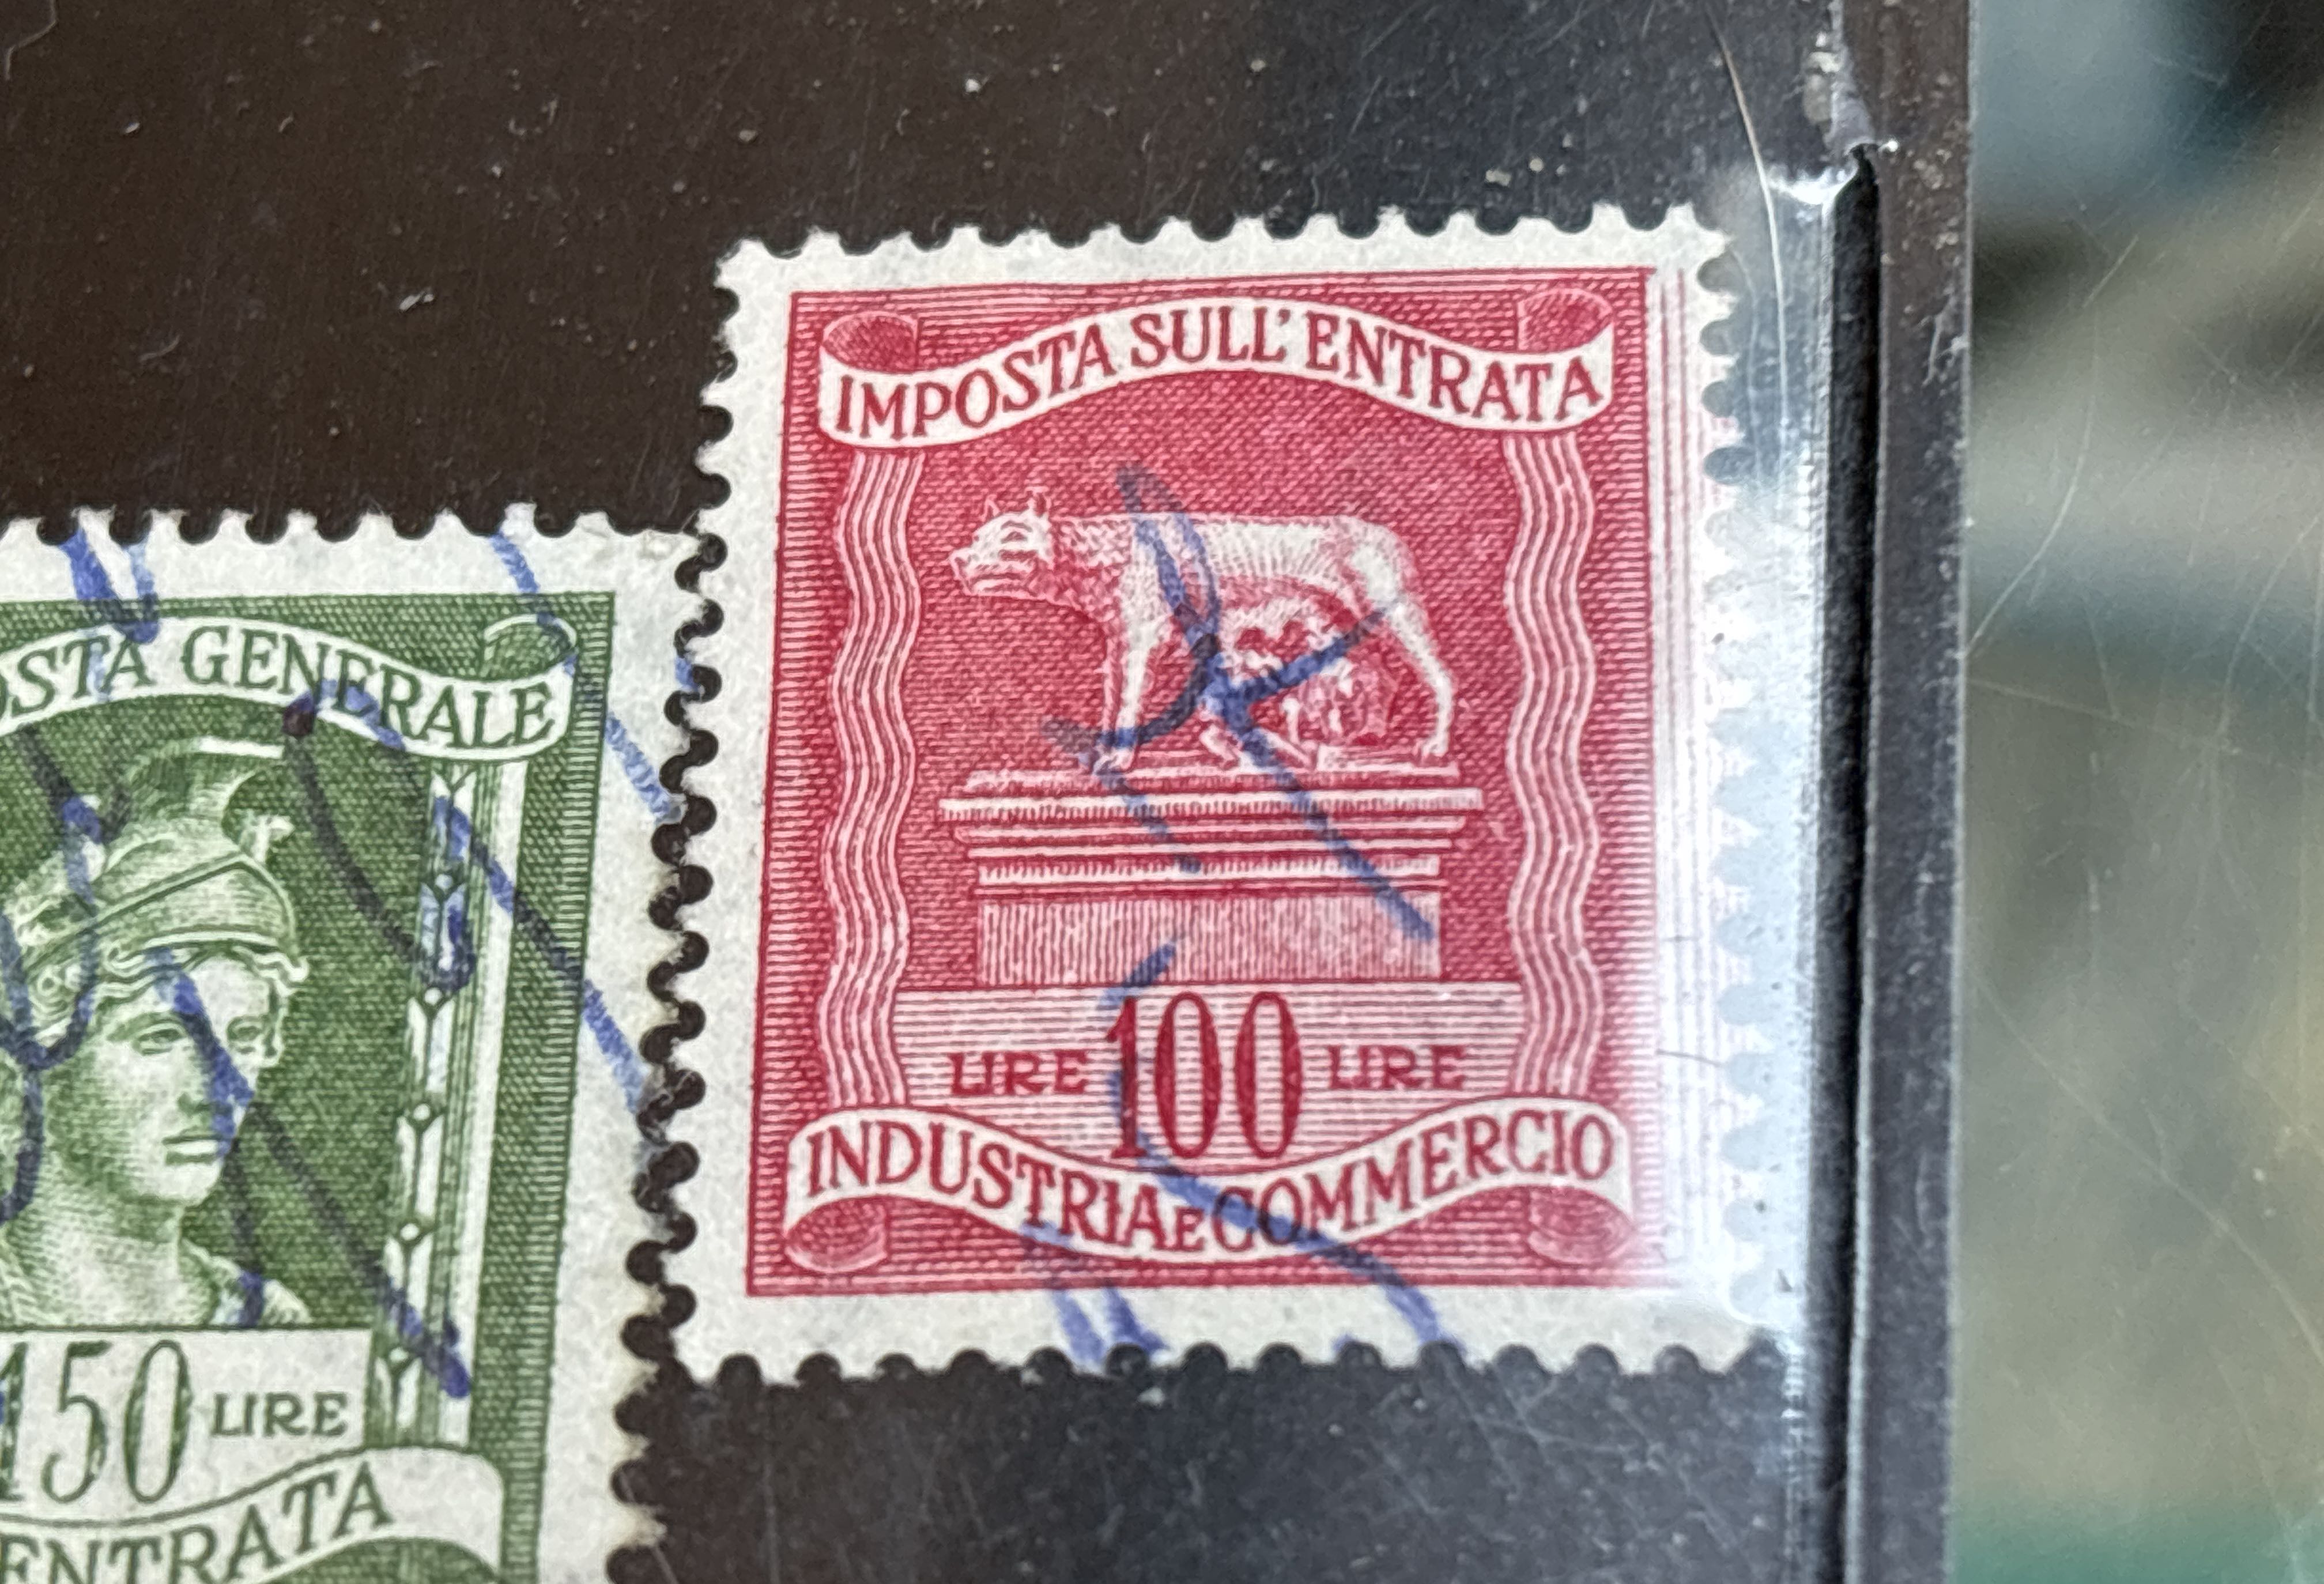 IMPOSTA SULL'ENTRATA
LIRE 100 LIRE
INDUSTRIA E COMMERCIO
GENERALE
150 LIRE
ENTRATA